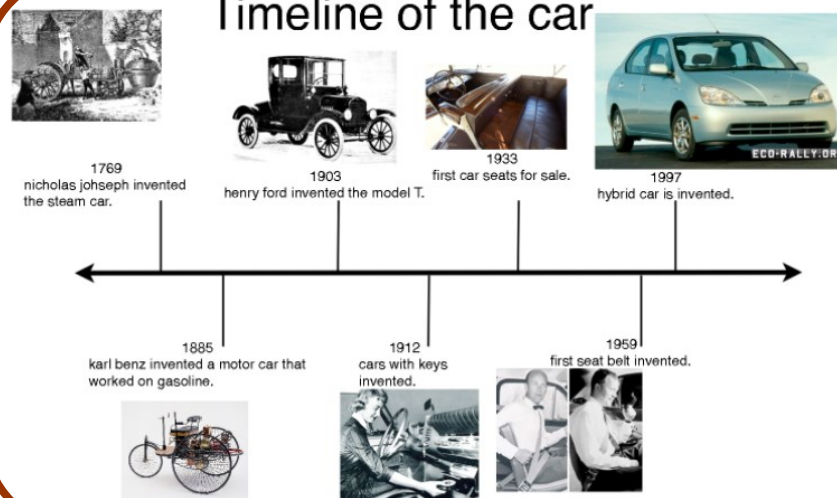 Timeline of the car
1769
nicholas johseph invented
the steam car.
1903
henry ford invented the model T.
1933
first car seats for sale.
ECO-RALLY.OR
1997
hybrid car is invented.
1885
karl benz invented a motor car that
worked on gasoline.
1912
cars with keys
invented.
1959
first seat belt invented.